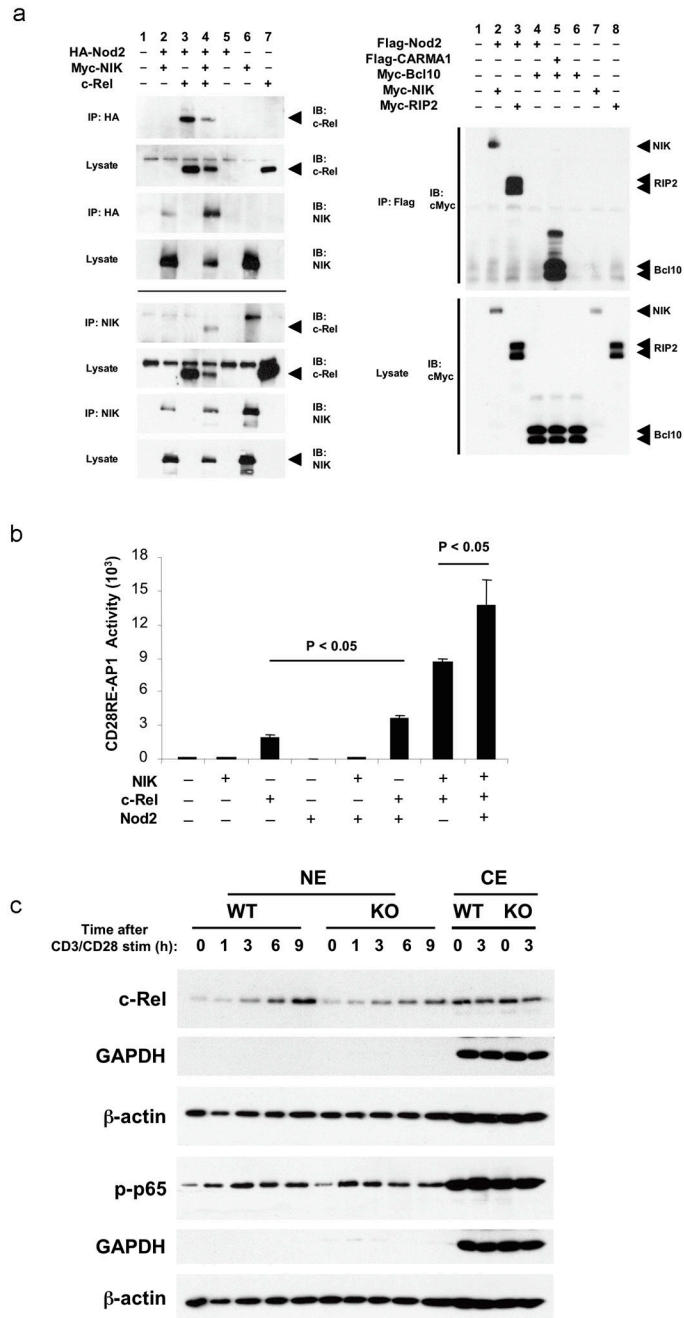 a
1 2 3 4 5 6 7
HA-Nod2 – + + + + – –
Myc-NIK – + – + – + –
c-Rel – – + + – – +
IP: HA IB: c-Rel
Lysate IB: c-Rel
IP: HA IB: NIK
Lysate IB: NIK
IP: NIK IB: c-Rel
Lysate IB: c-Rel
IP: NIK IB: NIK
Lysate IB: NIK
1 2 3 4 5 6 7 8
Flag-Nod2 – + + + – – – –
Flag-CARMA1 – – – – + – – –
Myc-Bcl10 – – – + + + – –
Myc-NIK – + – – – – + –
Myc-RIP2 – – + – – – – +
IP: Flag IB: cMyc
NIK
RIP2
Bcl10
Lysate IB: cMyc
NIK
RIP2
Bcl10
b
CD28RE-AP1 Activity (10³)
18
15
12
9
6
3
0
P < 0.05
P < 0.05
NIK – + – – + – + +
c-Rel – – + – – + + +
Nod2 – – – + + + – +
c
NE CE
WT KO WT KO
Time after
CD3/CD28 stim (h): 0 1 3 6 9 0 1 3 6 9 0 3 0 3
c-Rel
GAPDH
β-actin
p-p65
GAPDH
β-actin